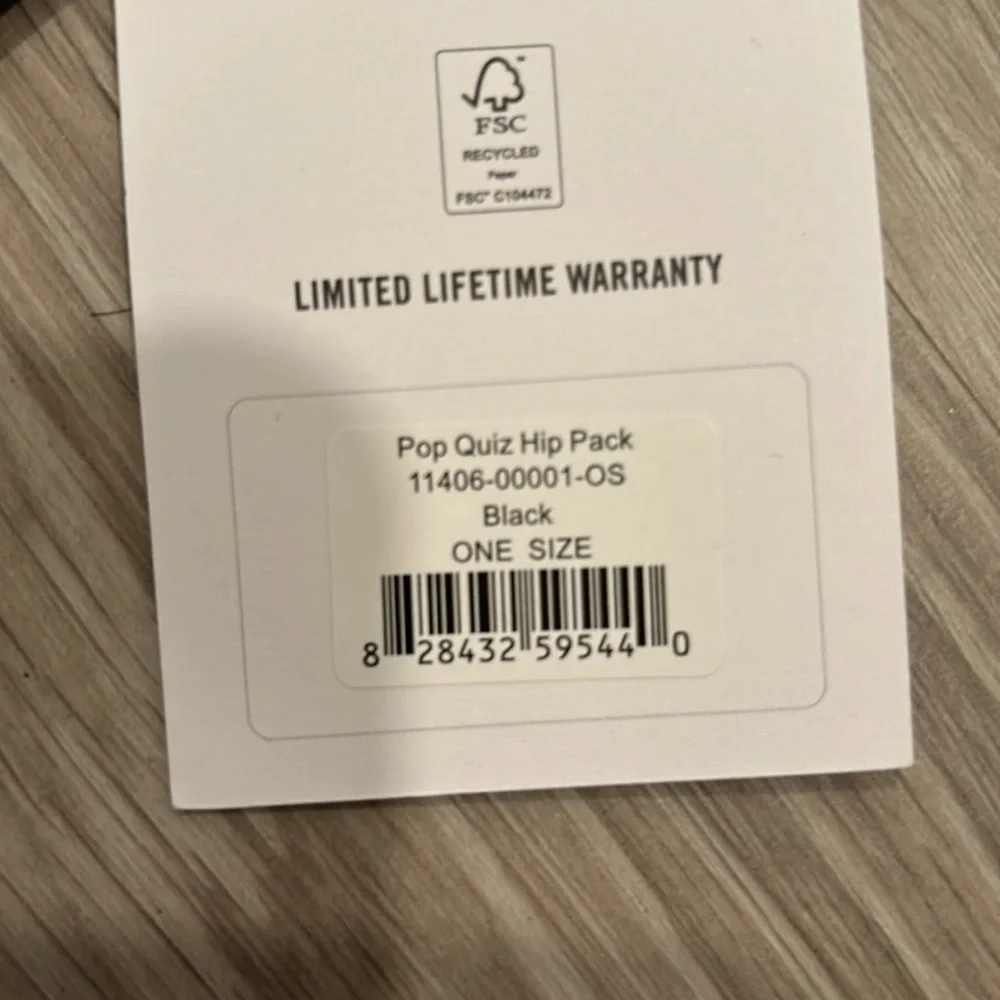 FSC
RECYCLED
Paper
FSC™ C104472
LIMITED LIFETIME WARRANTY
Pop Quiz Hip Pack
11406-00001-OS
Black
ONE SIZE
8 28432 59544 0